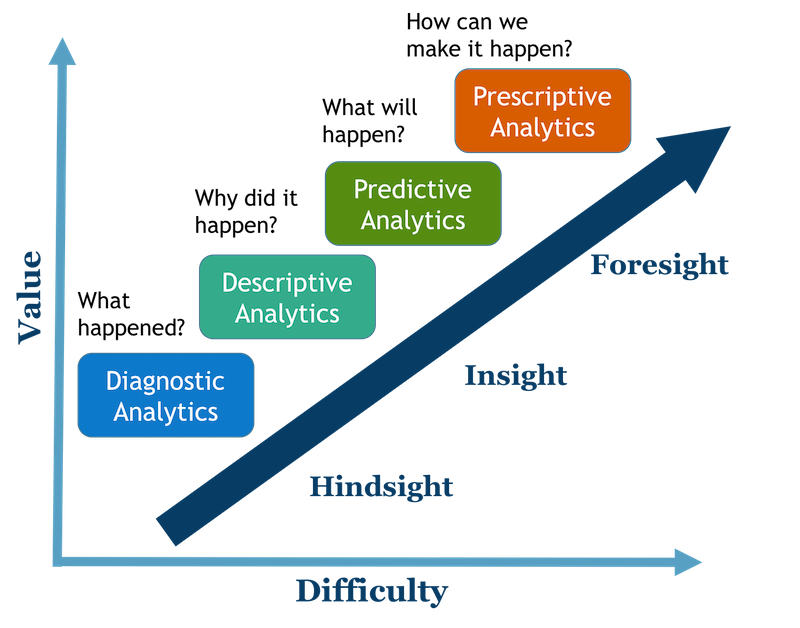 How can we
make it happen?
Prescriptive
Analytics
What will
happen?
Predictive
Analytics
Why did it
happen?
Descriptive
Analytics
What
happened?
Diagnostic
Analytics
Foresight
Insight
Hindsight
Value
Difficulty